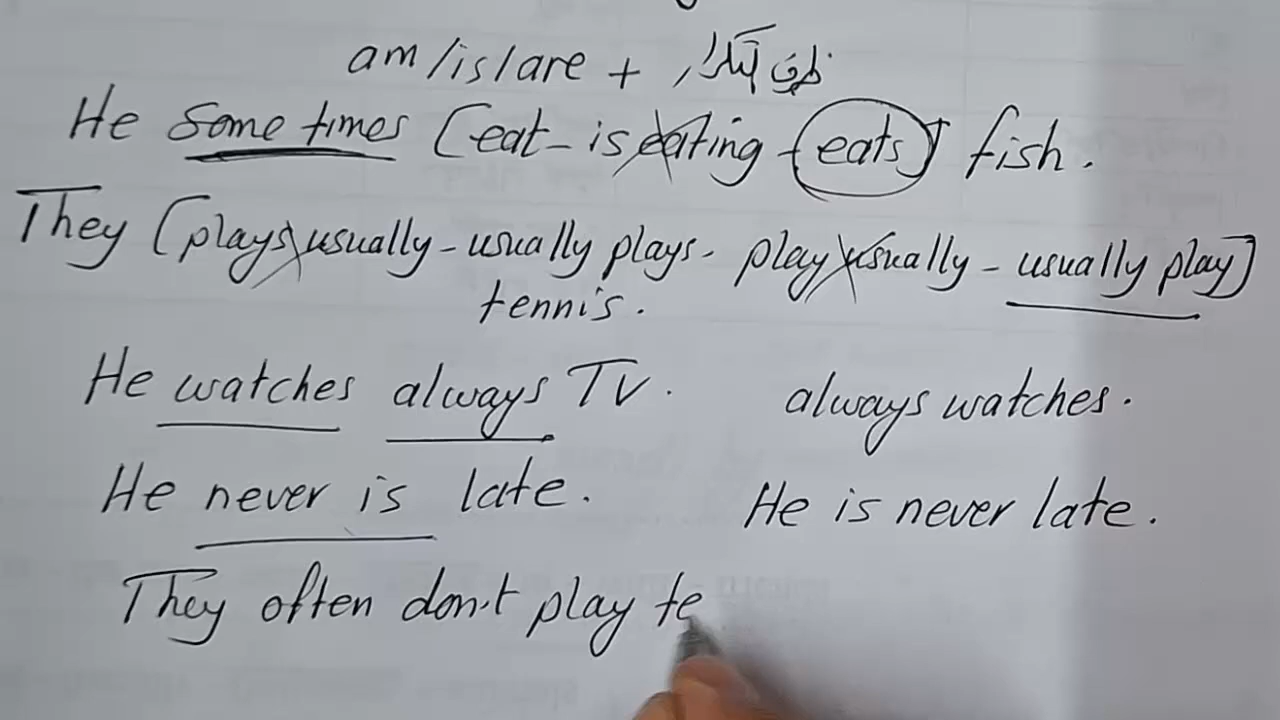 am/is/are + ظرف تکرار
He some times (eat - is eating - (eats) fish.
They (plays usually - usually plays - play usually - usually play)
tennis.
He watches always TV. always watches.
He never is late. He is never late.
They often don't play te